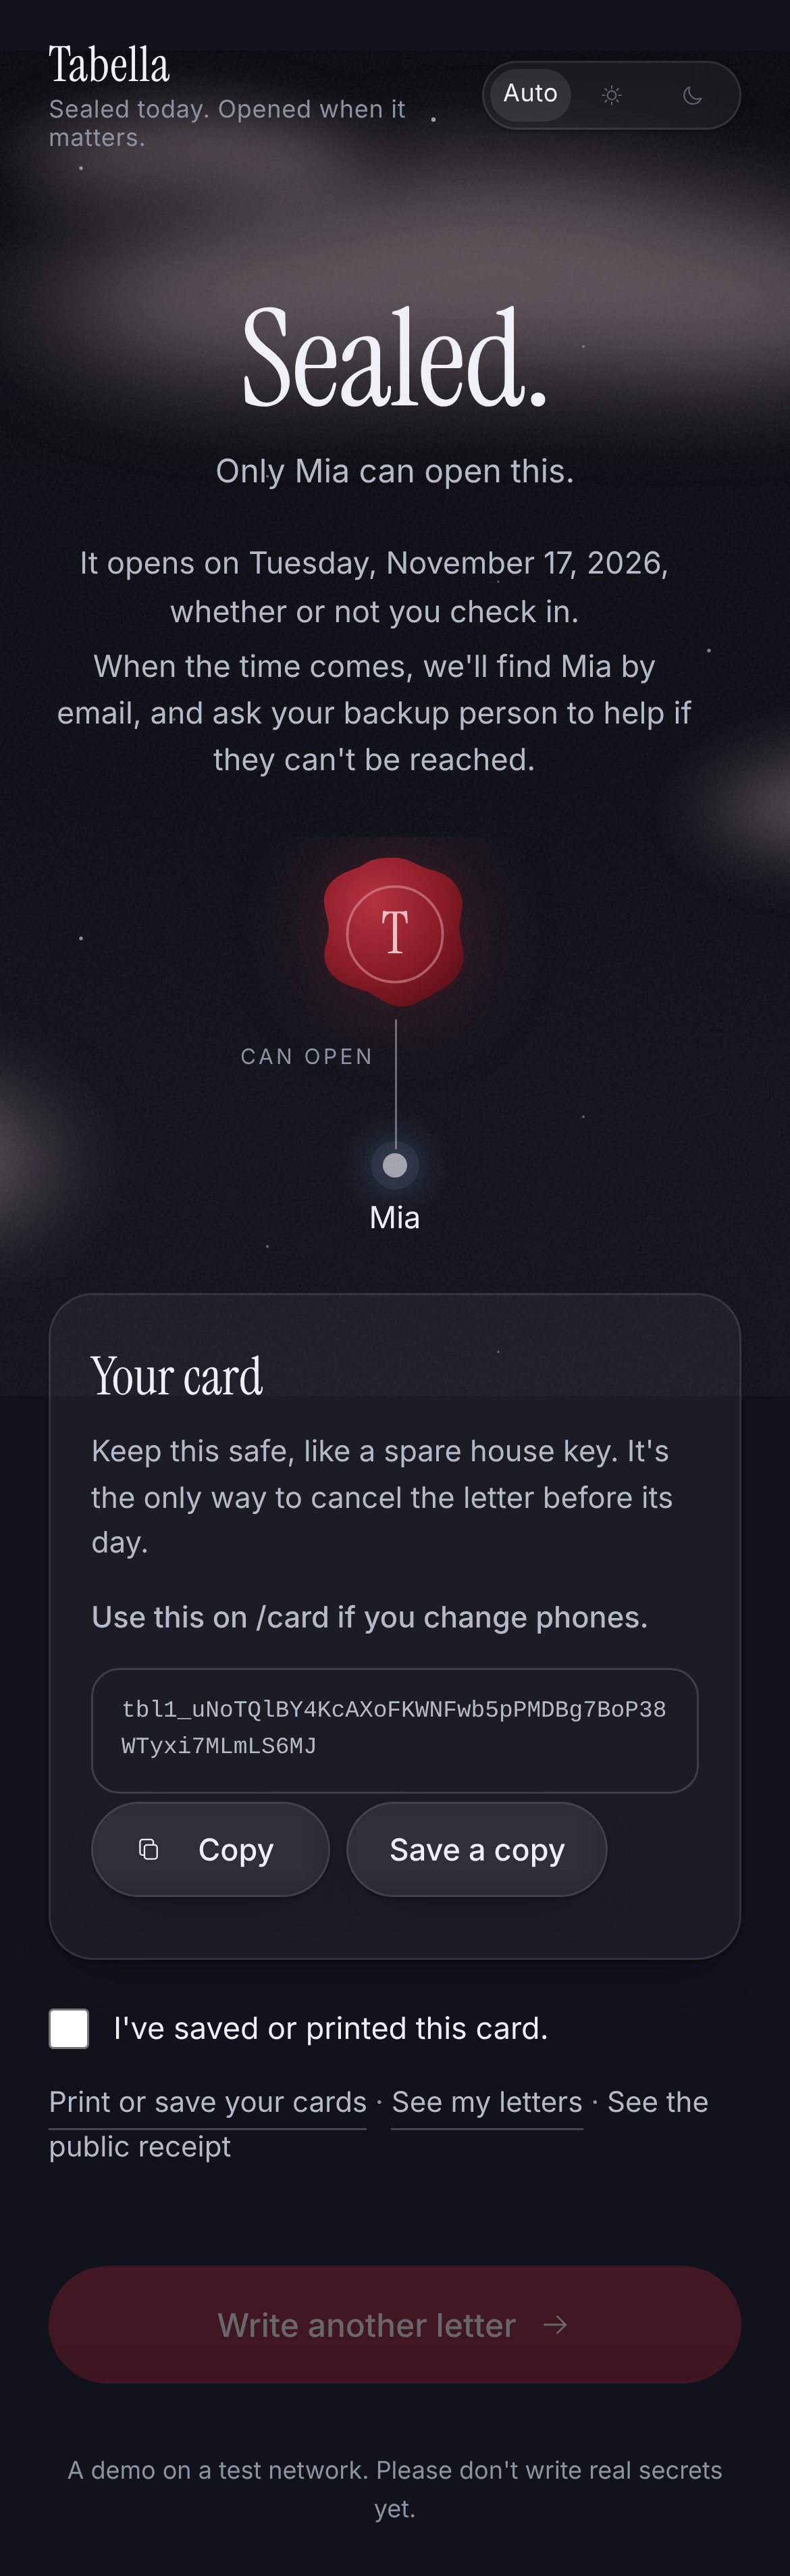 Tabella
Sealed today. Opened when it
matters.
Auto
Sealed.
Only Mia can open this.
It opens on Tuesday, November 17, 2026,
whether or not you check in.
When the time comes, we'll find Mia by
email, and ask your backup person to help if
they can't be reached.
T
CAN OPEN
Mia
Your card
Keep this safe, like a spare house key. It's
the only way to cancel the letter before its
day.
Use this on /card if you change phones.
tbl1_uNoTQlBY4KcAXoFKWNFwb5pPMDBg7BoP38
WTyxi7MLmLS6MJ
Copy
Save a copy
I've saved or printed this card.
Print or save your cards · See my letters · See the
public receipt
Write another letter →
A demo on a test network. Please don't write real secrets
yet.